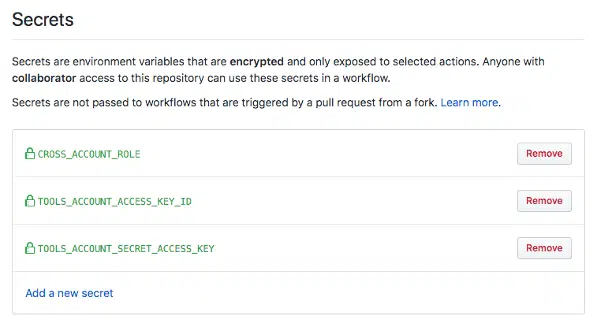 Secrets
Secrets are environment variables that are encrypted and only exposed to selected actions. Anyone with
collaborator access to this repository can use these secrets in a workflow.
Secrets are not passed to workflows that are triggered by a pull request from a fork. Learn more.
CROSS_ACCOUNT_ROLE Remove
TOOLS_ACCOUNT_ACCESS_KEY_ID Remove
TOOLS_ACCOUNT_SECRET_ACCESS_KEY Remove
Add a new secret